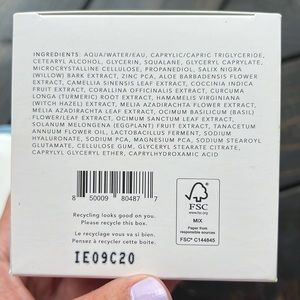 INGREDIENTS: AQUA/WATER/EAU, CAPRYLIC/CAPRIC TRIGLYCERIDE,
CETEARYL ALCOHOL, GLYCERIN, SQUALANE, GLYCERYL CAPRYLATE,
MICROCRYSTALLINE CELLULOSE, PROPANEDIOL, SALIX NIGRA
(WILLOW) BARK EXTRACT, ZINC PCA, ALOE BARBADENSIS FLOWER
EXTRACT, CAMELLIA SINENSIS LEAF EXTRACT, COCCINIA INDICA
FRUIT EXTRACT, CORALLINA OFFICINALIS EXTRACT, CURCUMA
LONGA (TURMERIC) ROOT EXTRACT, HAMAMELIS VIRGINIANA
(WITCH HAZEL) EXTRACT, MELIA AZADIRACHTA FLOWER EXTRACT,
MELIA AZADIRACHTA LEAF EXTRACT, OCIMUM BASILICUM (BASIL)
FLOWER/LEAF EXTRACT, OCIMUM SANCTUM LEAF EXTRACT,
SOLANUM MELONGENA (EGGPLANT) FRUIT EXTRACT, TANACETUM
ANNUUM FLOWER OIL, LACTOBACILLUS FERMENT, SODIUM
HYALURONATE, SODIUM PCA, MAGNESIUM PCA, SODIUM STEAROYL
GLUTAMATE, CELLULOSE GUM, GLYCERYL STEARATE CITRATE,
CAPRYLYL GLYCERYL ETHER, CAPRYLHYDROXAMIC ACID
8 50009 80487 7
Recycling looks good on you.
Please recycle this box.
Le recyclage vous va si bien.
Pensez à recycler cette boite.
FSC
www.fsc.org
MIX
Paper from
responsible sources
FSC® C144845
IE09C20